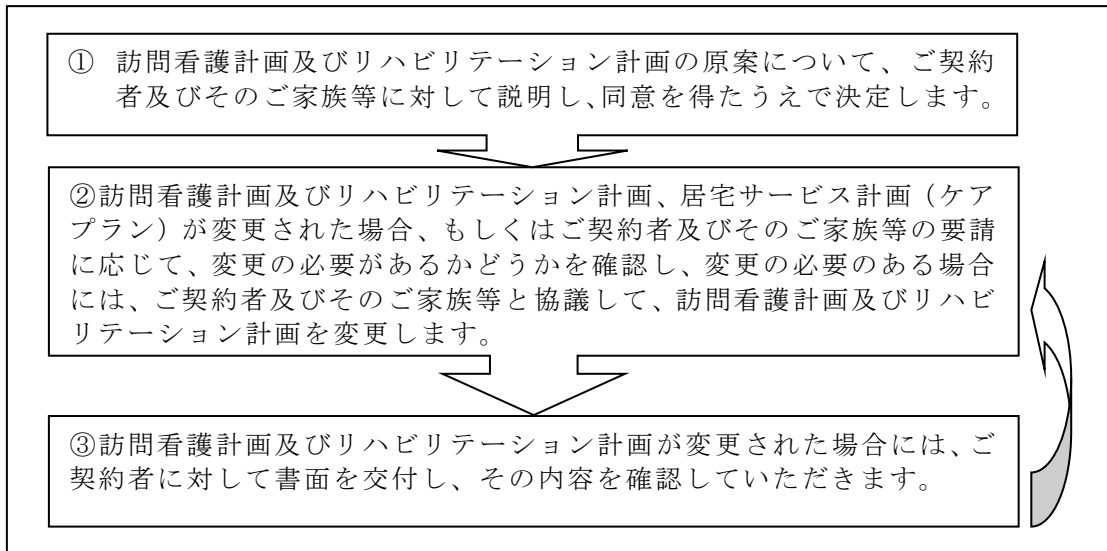 ① 訪問看護計画及びリハビリテーション計画の原案について、ご契約
者及びそのご家族等に対して説明し、同意を得たうえで決定します。
②訪問看護計画及びリハビリテーション計画、居宅サービス計画（ケア
プラン）が変更された場合、もしくはご契約者及びそのご家族等の要請
に応じて、変更の必要があるかどうかを確認し、変更の必要のある場合
には、ご契約者及びそのご家族等と協議して、訪問看護計画及びリハビ
リテーション計画を変更します。
③訪問看護計画及びリハビリテーション計画が変更された場合には、ご
契約者に対して書面を交付し、その内容を確認していただきます。